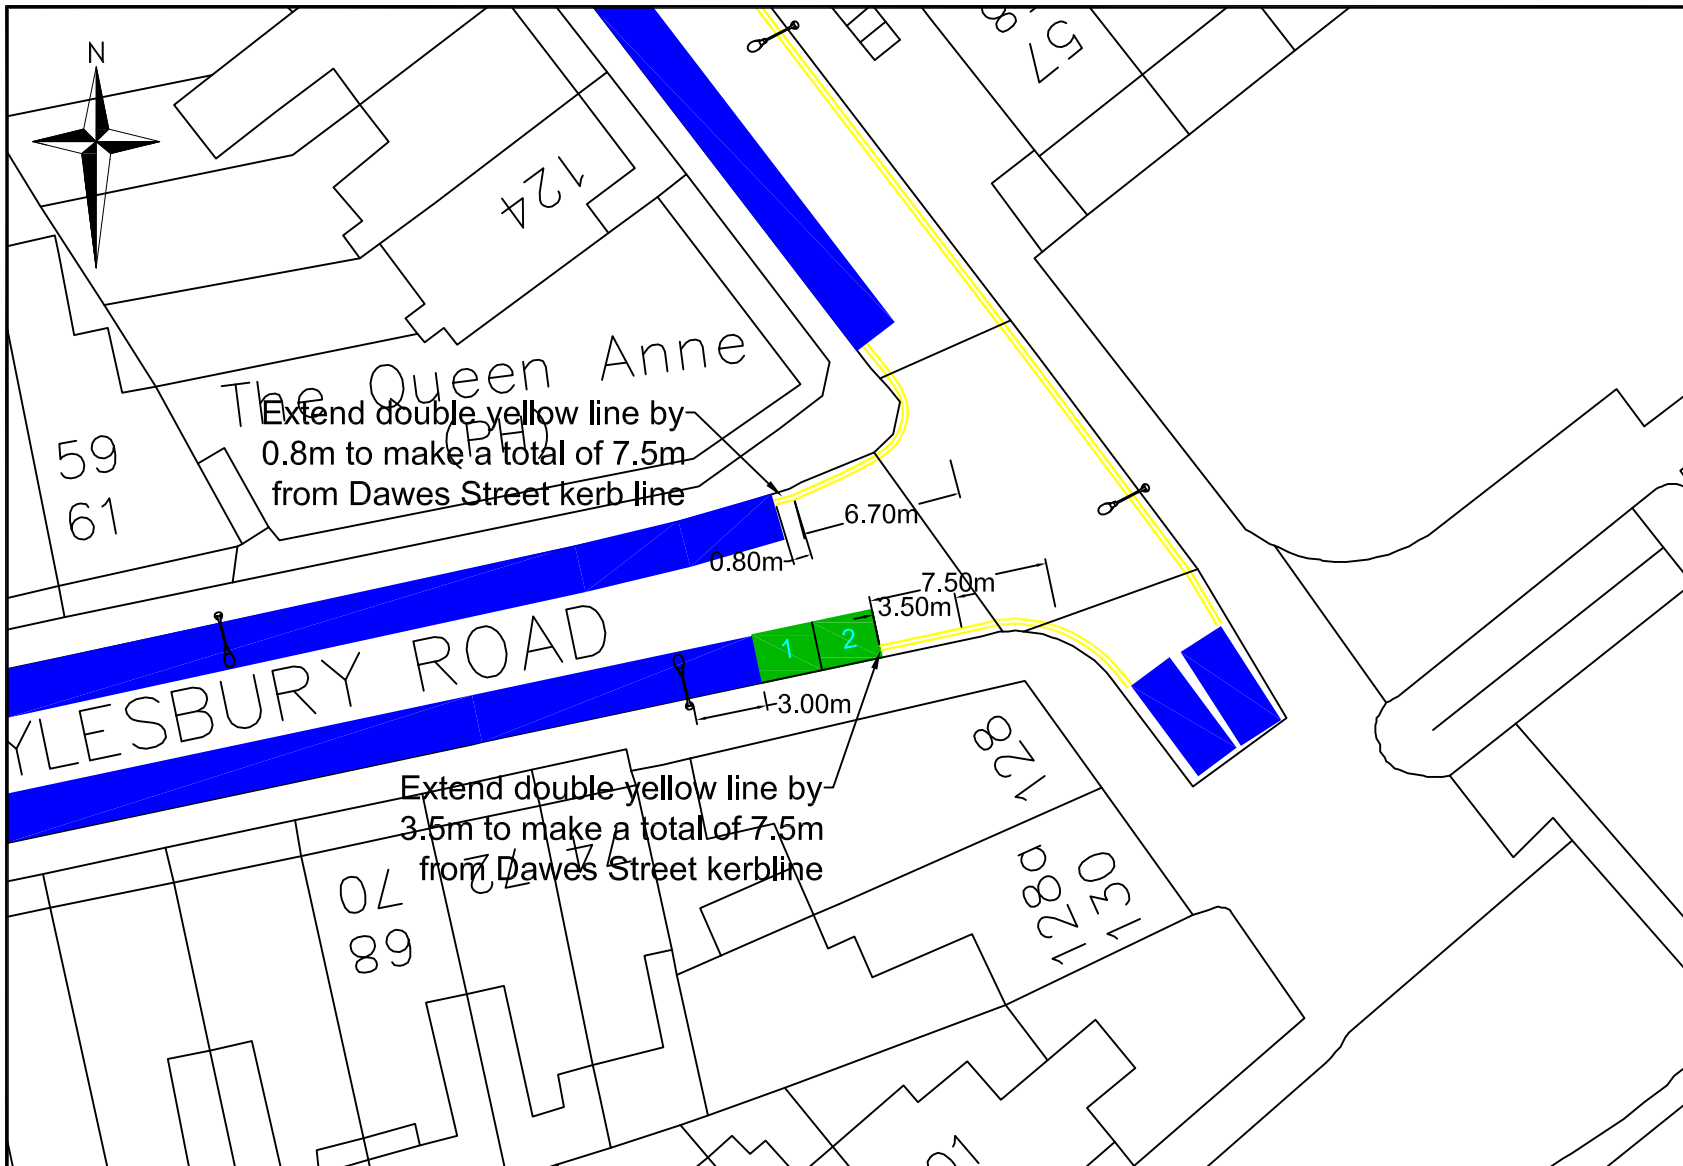 N
57
124
The Queen Anne
(PH)
Extend double yellow line by
0.8m to make a total of 7.5m
from Dawes Street kerb line
59
61
6.70m
0.80m
7.50m
3.50m
1
2
3.00m
YLESBURY ROAD
Extend double yellow line by
3.5m to make a total of 7.5m
from Dawes Street kerbline
128
74
72
70
68
128a
130